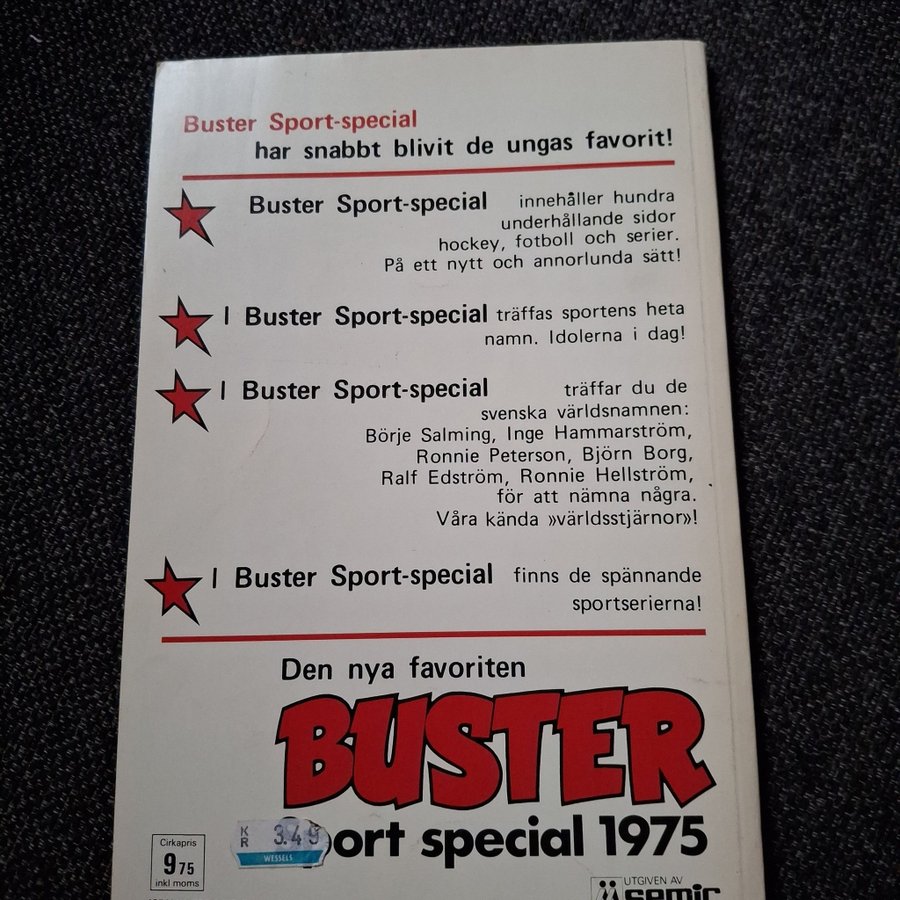 Buster Sport-special
har snabbt blivit de ungas favorit!
Buster Sport-special innehåller hundra
underhållande sidor
hockey, fotboll och serier.
På ett nytt och annorlunda sätt!
I Buster Sport-special träffas sportens heta
namn. Idolerna i dag!
I Buster Sport-special träffar du de
svenska världsnamnen:
Börje Salming, Inge Hammarström,
Ronnie Peterson, Björn Borg,
Ralf Edström, Ronnie Hellström,
för att nämna några.
Våra kända »världsstjärnor»!
I Buster Sport-special finns de spännande
sportserierna!
Den nya favoriten
BUSTER
ort special 1975
KR 3.49
WESSELS
Cirkapris
975
inkl moms
UTGIVEN AV
semic